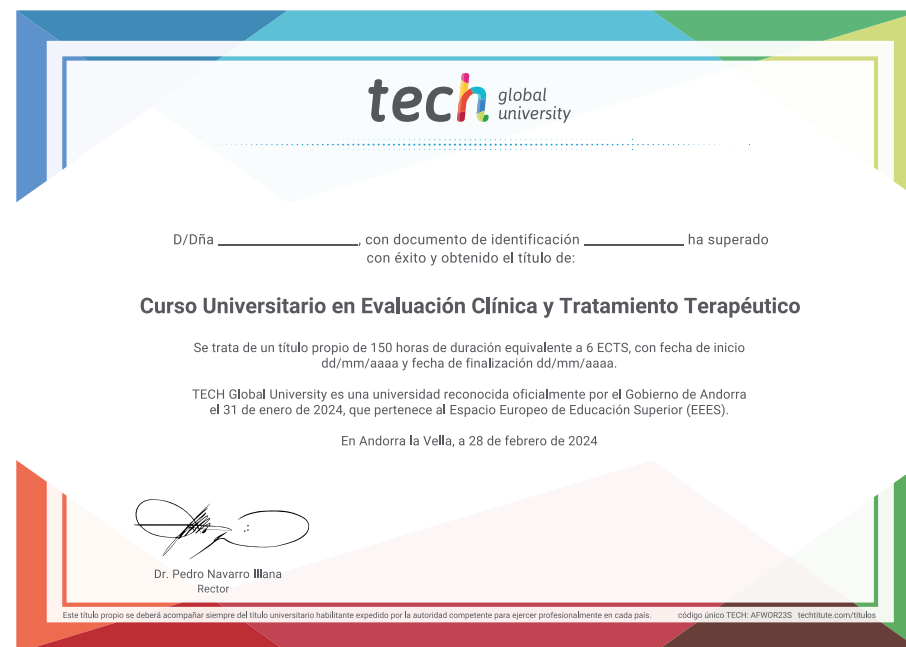 tech global university
D/Dña ____________________, con documento de identificación ______________ ha superado
con éxito y obtenido el título de:
Curso Universitario en Evaluación Clínica y Tratamiento Terapéutico
Se trata de un título propio de 150 horas de duración equivalente a 6 ECTS, con fecha de inicio
dd/mm/aaaa y fecha de finalización dd/mm/aaaa.
TECH Global University es una universidad reconocida oficialmente por el Gobierno de Andorra
el 31 de enero de 2024, que pertenece al Espacio Europeo de Educación Superior (EEES).
En Andorra la Vella, a 28 de febrero de 2024
Dr. Pedro Navarro Illana
Rector
Este título propio se deberá acompañar siempre del título universitario habilitante expedido por la autoridad competente para ejercer profesionalmente en cada país. código único TECH: AFWOR23S techtitute.com/titulos